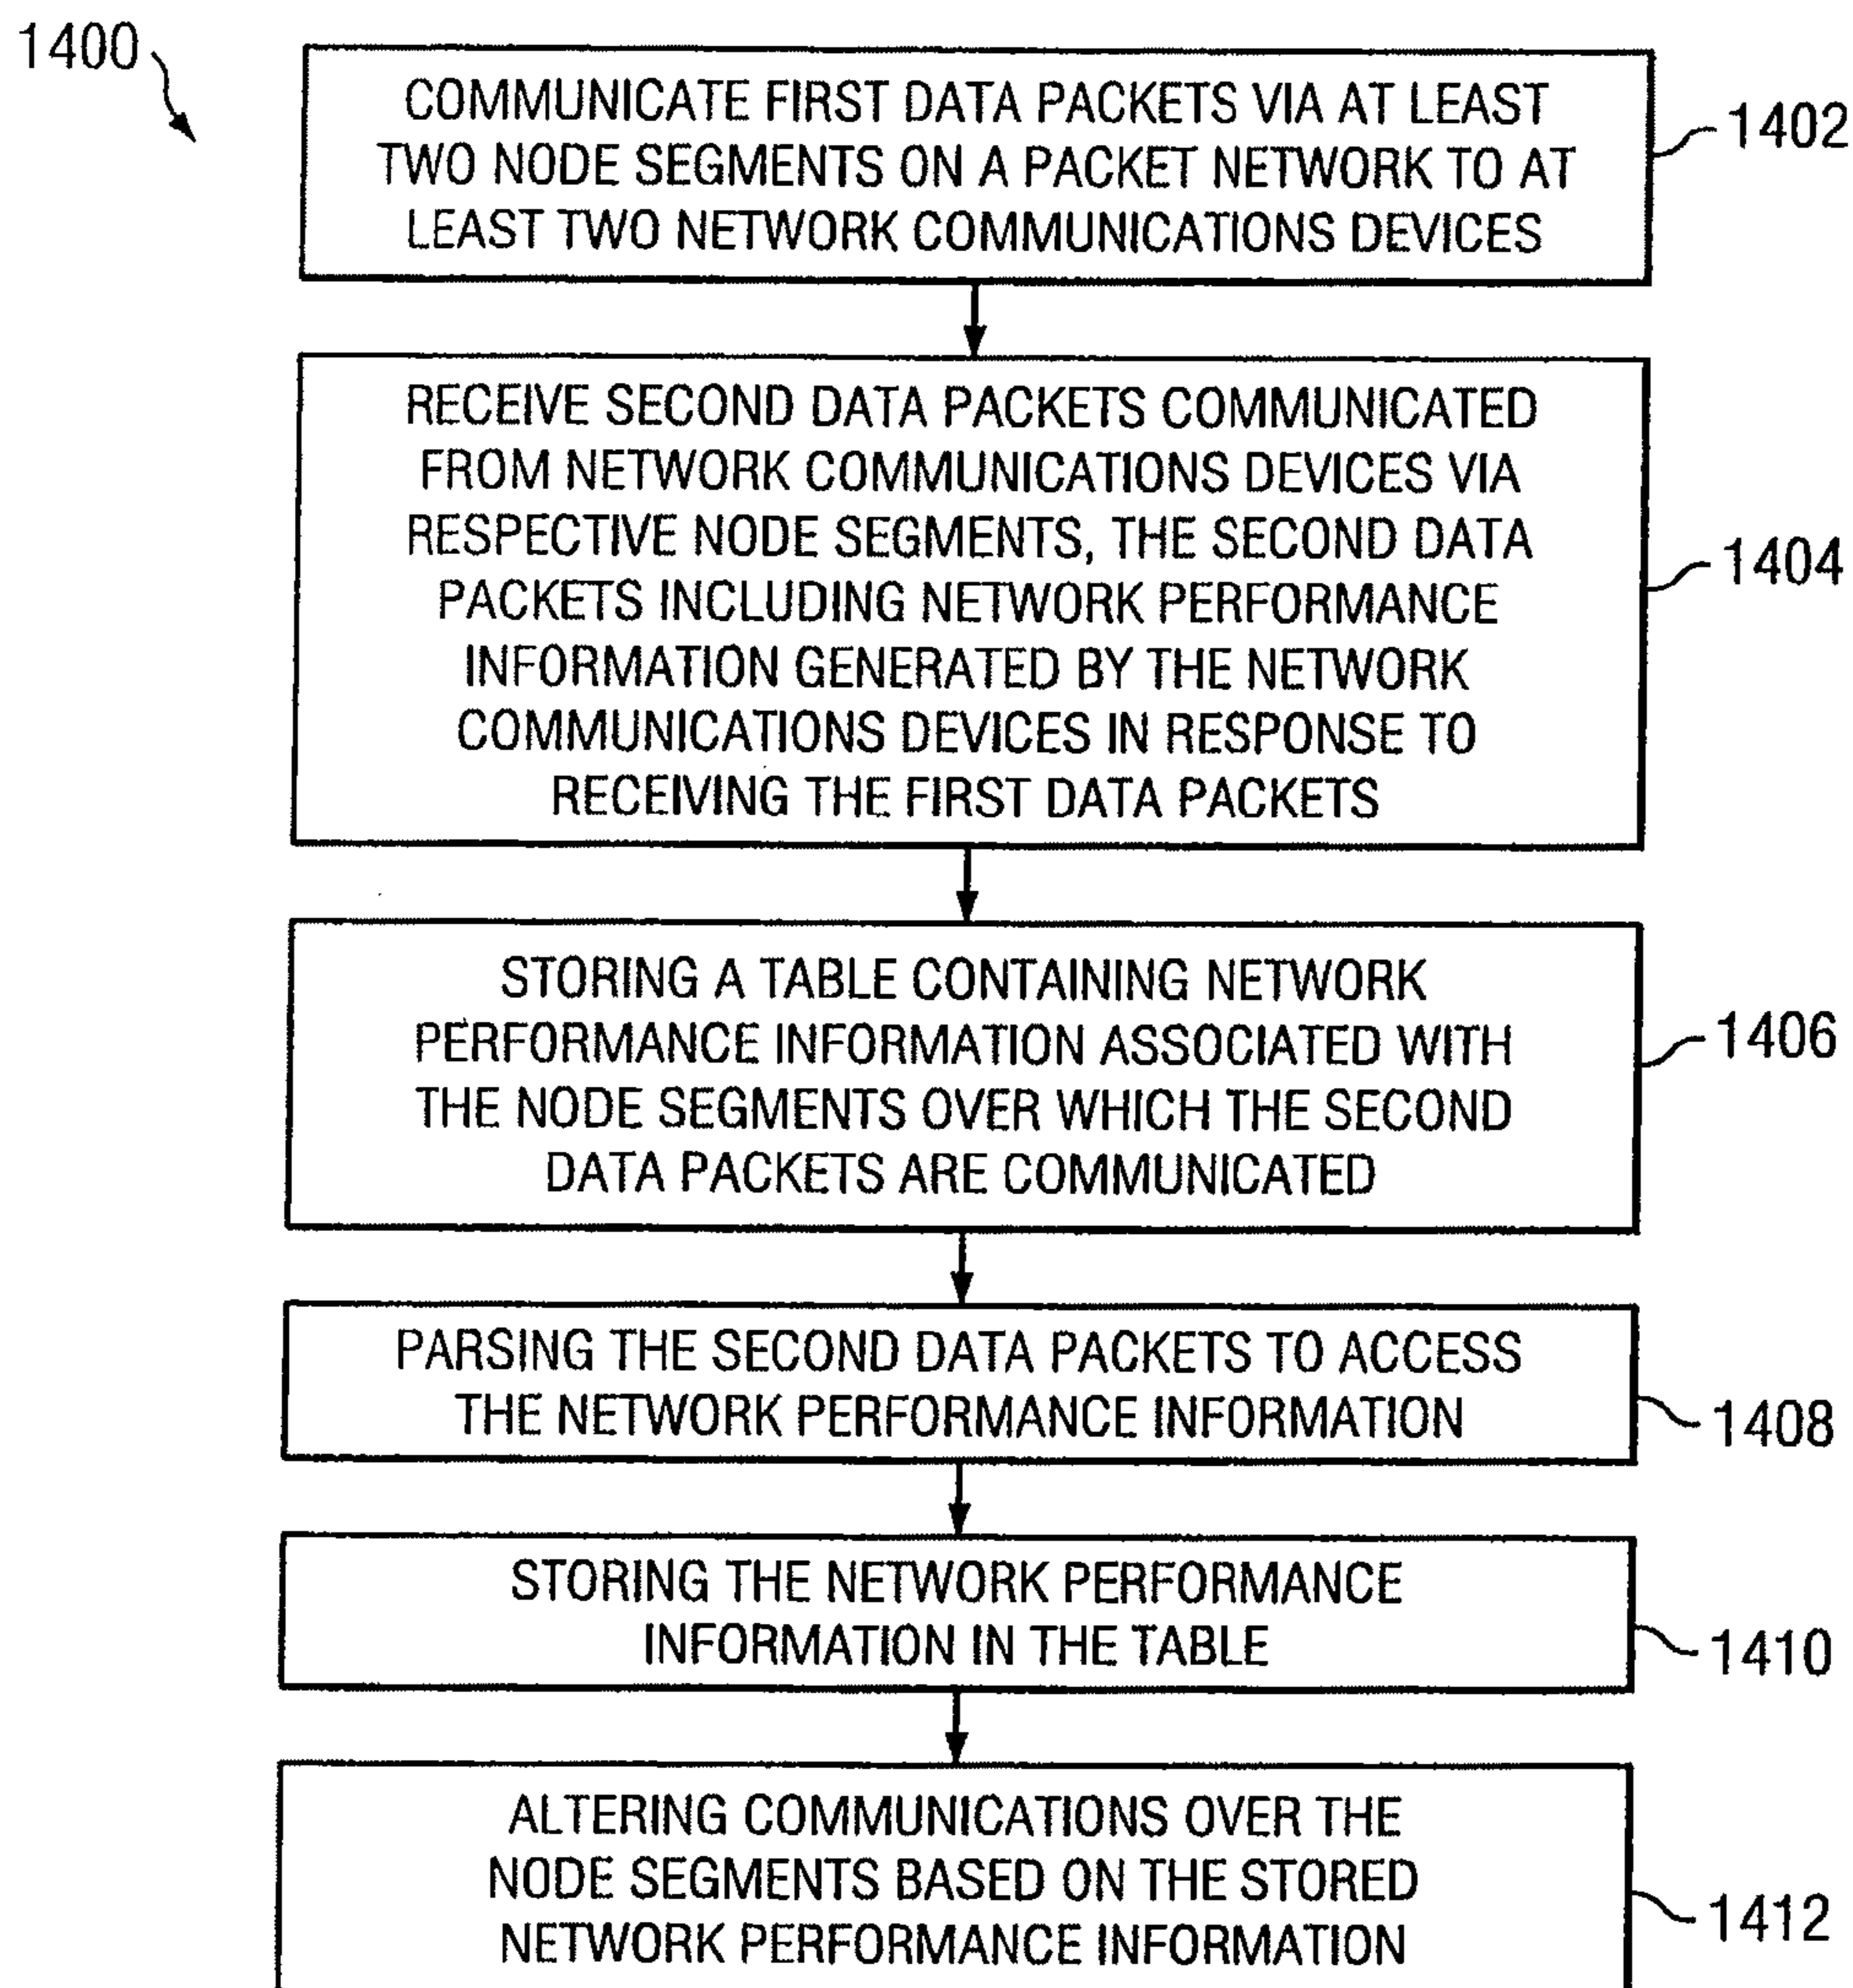 1400
COMMUNICATE FIRST DATA PACKETS VIA AT LEAST
TWO NODE SEGMENTS ON A PACKET NETWORK TO AT
LEAST TWO NETWORK COMMUNICATIONS DEVICES
1402
RECEIVE SECOND DATA PACKETS COMMUNICATED
FROM NETWORK COMMUNICATIONS DEVICES VIA
RESPECTIVE NODE SEGMENTS, THE SECOND DATA
PACKETS INCLUDING NETWORK PERFORMANCE
INFORMATION GENERATED BY THE NETWORK
COMMUNICATIONS DEVICES IN RESPONSE TO
RECEIVING THE FIRST DATA PACKETS
1404
STORING A TABLE CONTAINING NETWORK
PERFORMANCE INFORMATION ASSOCIATED WITH
THE NODE SEGMENTS OVER WHICH THE SECOND
DATA PACKETS ARE COMMUNICATED
1406
PARSING THE SECOND DATA PACKETS TO ACCESS
THE NETWORK PERFORMANCE INFORMATION
1408
STORING THE NETWORK PERFORMANCE
INFORMATION IN THE TABLE
1410
ALTERING COMMUNICATIONS OVER THE
NODE SEGMENTS BASED ON THE STORED
NETWORK PERFORMANCE INFORMATION
1412